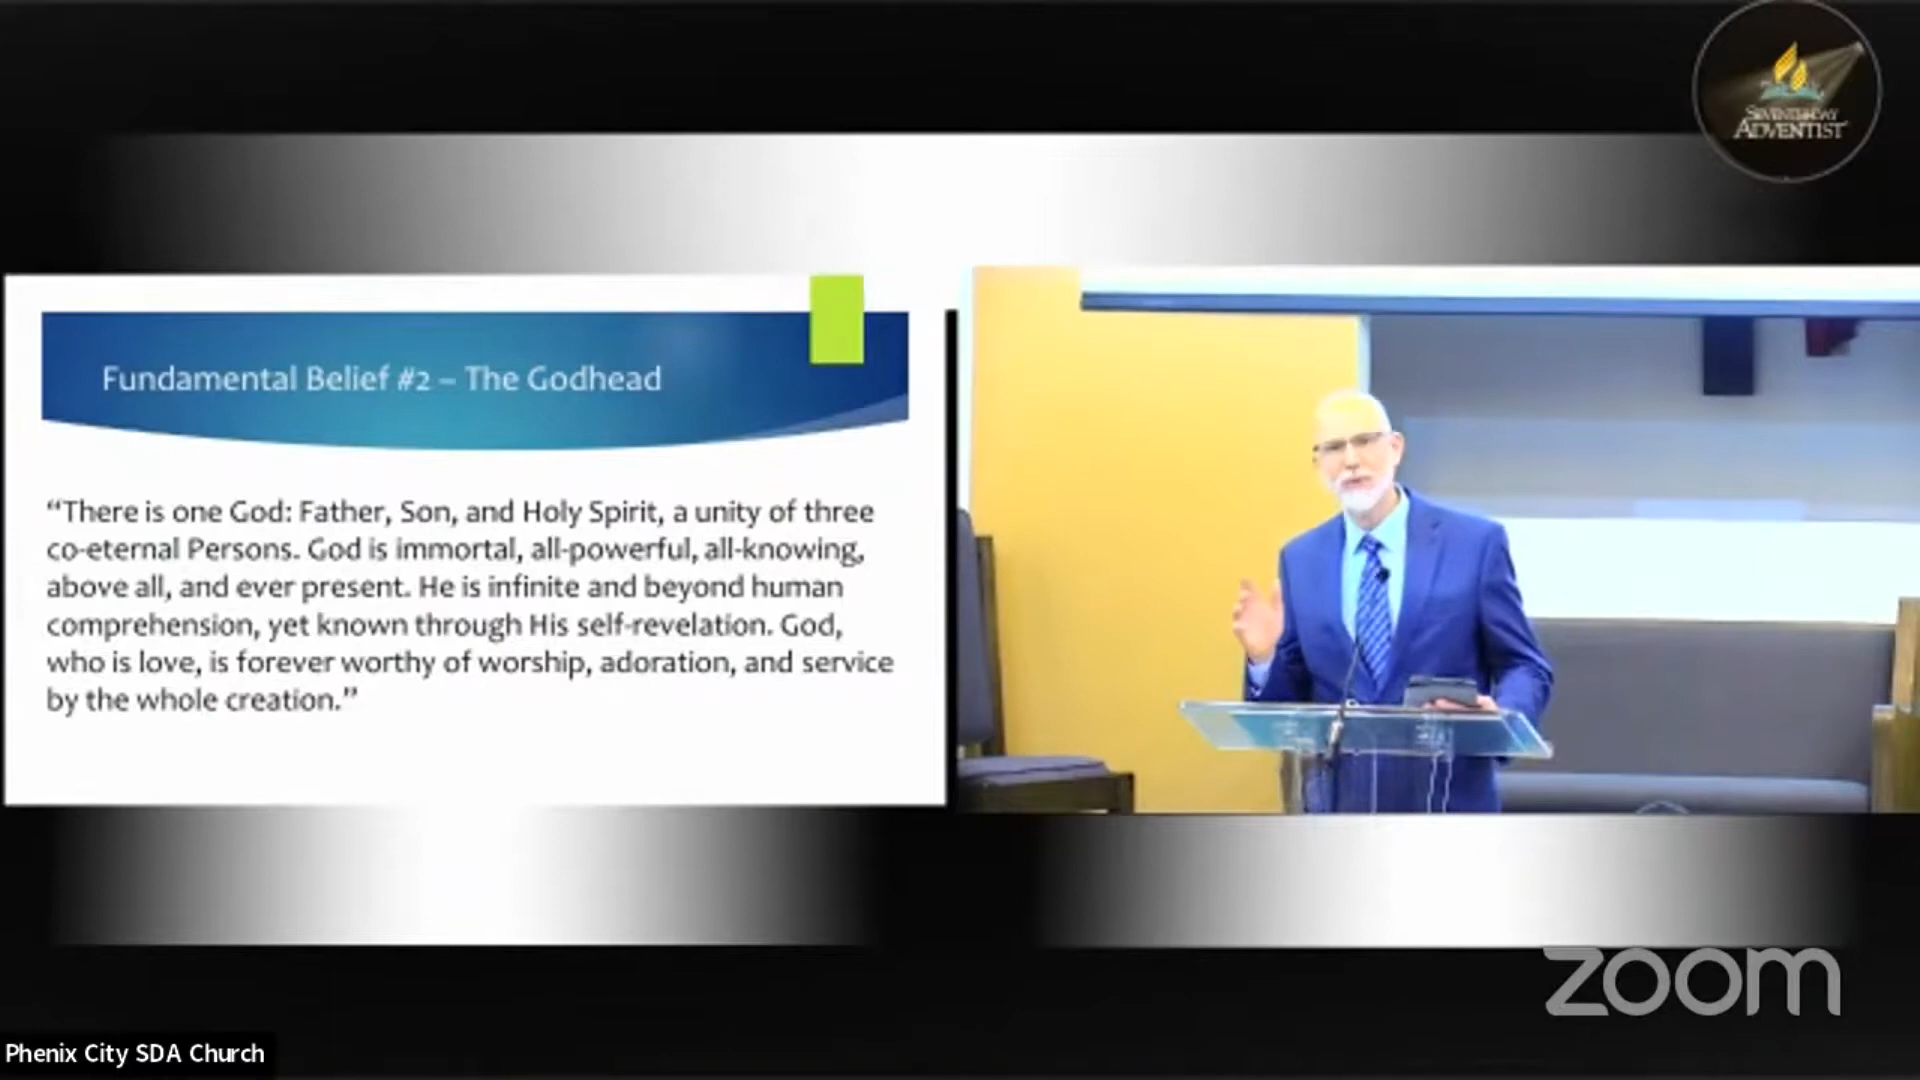 SEVENTH-DAY
ADVENTIST
Fundamental Belief #2 – The Godhead
“There is one God: Father, Son, and Holy Spirit, a unity of three
co-eternal Persons. God is immortal, all-powerful, all-knowing,
above all, and ever present. He is infinite and beyond human
comprehension, yet known through His self-revelation. God,
who is love, is forever worthy of worship, adoration, and service
by the whole creation.”
zoom
Phenix City SDA Church